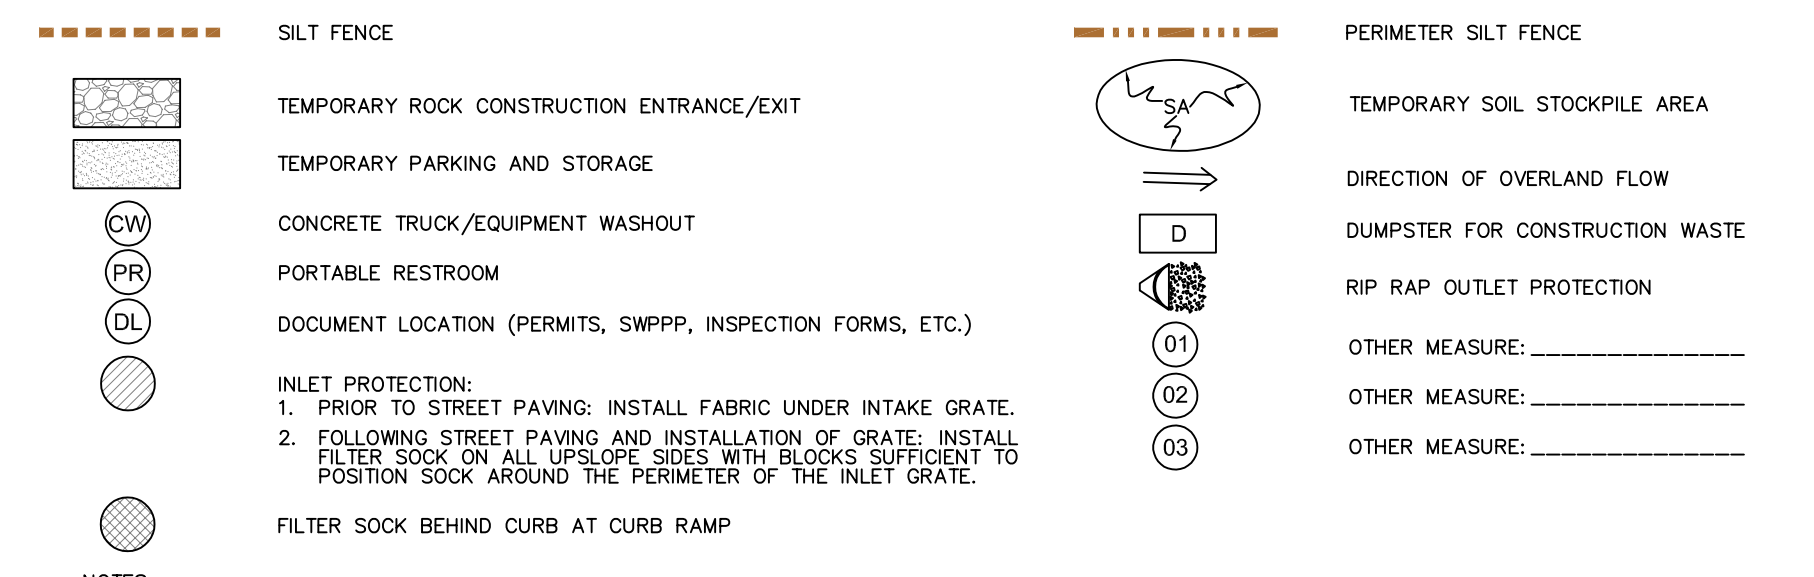 SILT FENCE
TEMPORARY ROCK CONSTRUCTION ENTRANCE/EXIT
TEMPORARY PARKING AND STORAGE
CW CONCRETE TRUCK/EQUIPMENT WASHOUT
PR PORTABLE RESTROOM
DL DOCUMENT LOCATION (PERMITS, SWPPP, INSPECTION FORMS, ETC.)
INLET PROTECTION:
1. PRIOR TO STREET PAVING: INSTALL FABRIC UNDER INTAKE GRATE.
2. FOLLOWING STREET PAVING AND INSTALLATION OF GRATE: INSTALL
FILTER SOCK ON ALL UPSLOPE SIDES WITH BLOCKS SUFFICIENT TO
POSITION SOCK AROUND THE PERIMETER OF THE INLET GRATE.
FILTER SOCK BEHIND CURB AT CURB RAMP
PERIMETER SILT FENCE
SA TEMPORARY SOIL STOCKPILE AREA
DIRECTION OF OVERLAND FLOW
D DUMPSTER FOR CONSTRUCTION WASTE
RIP RAP OUTLET PROTECTION
01 OTHER MEASURE: ______________
02 OTHER MEASURE: ______________
03 OTHER MEASURE: ______________